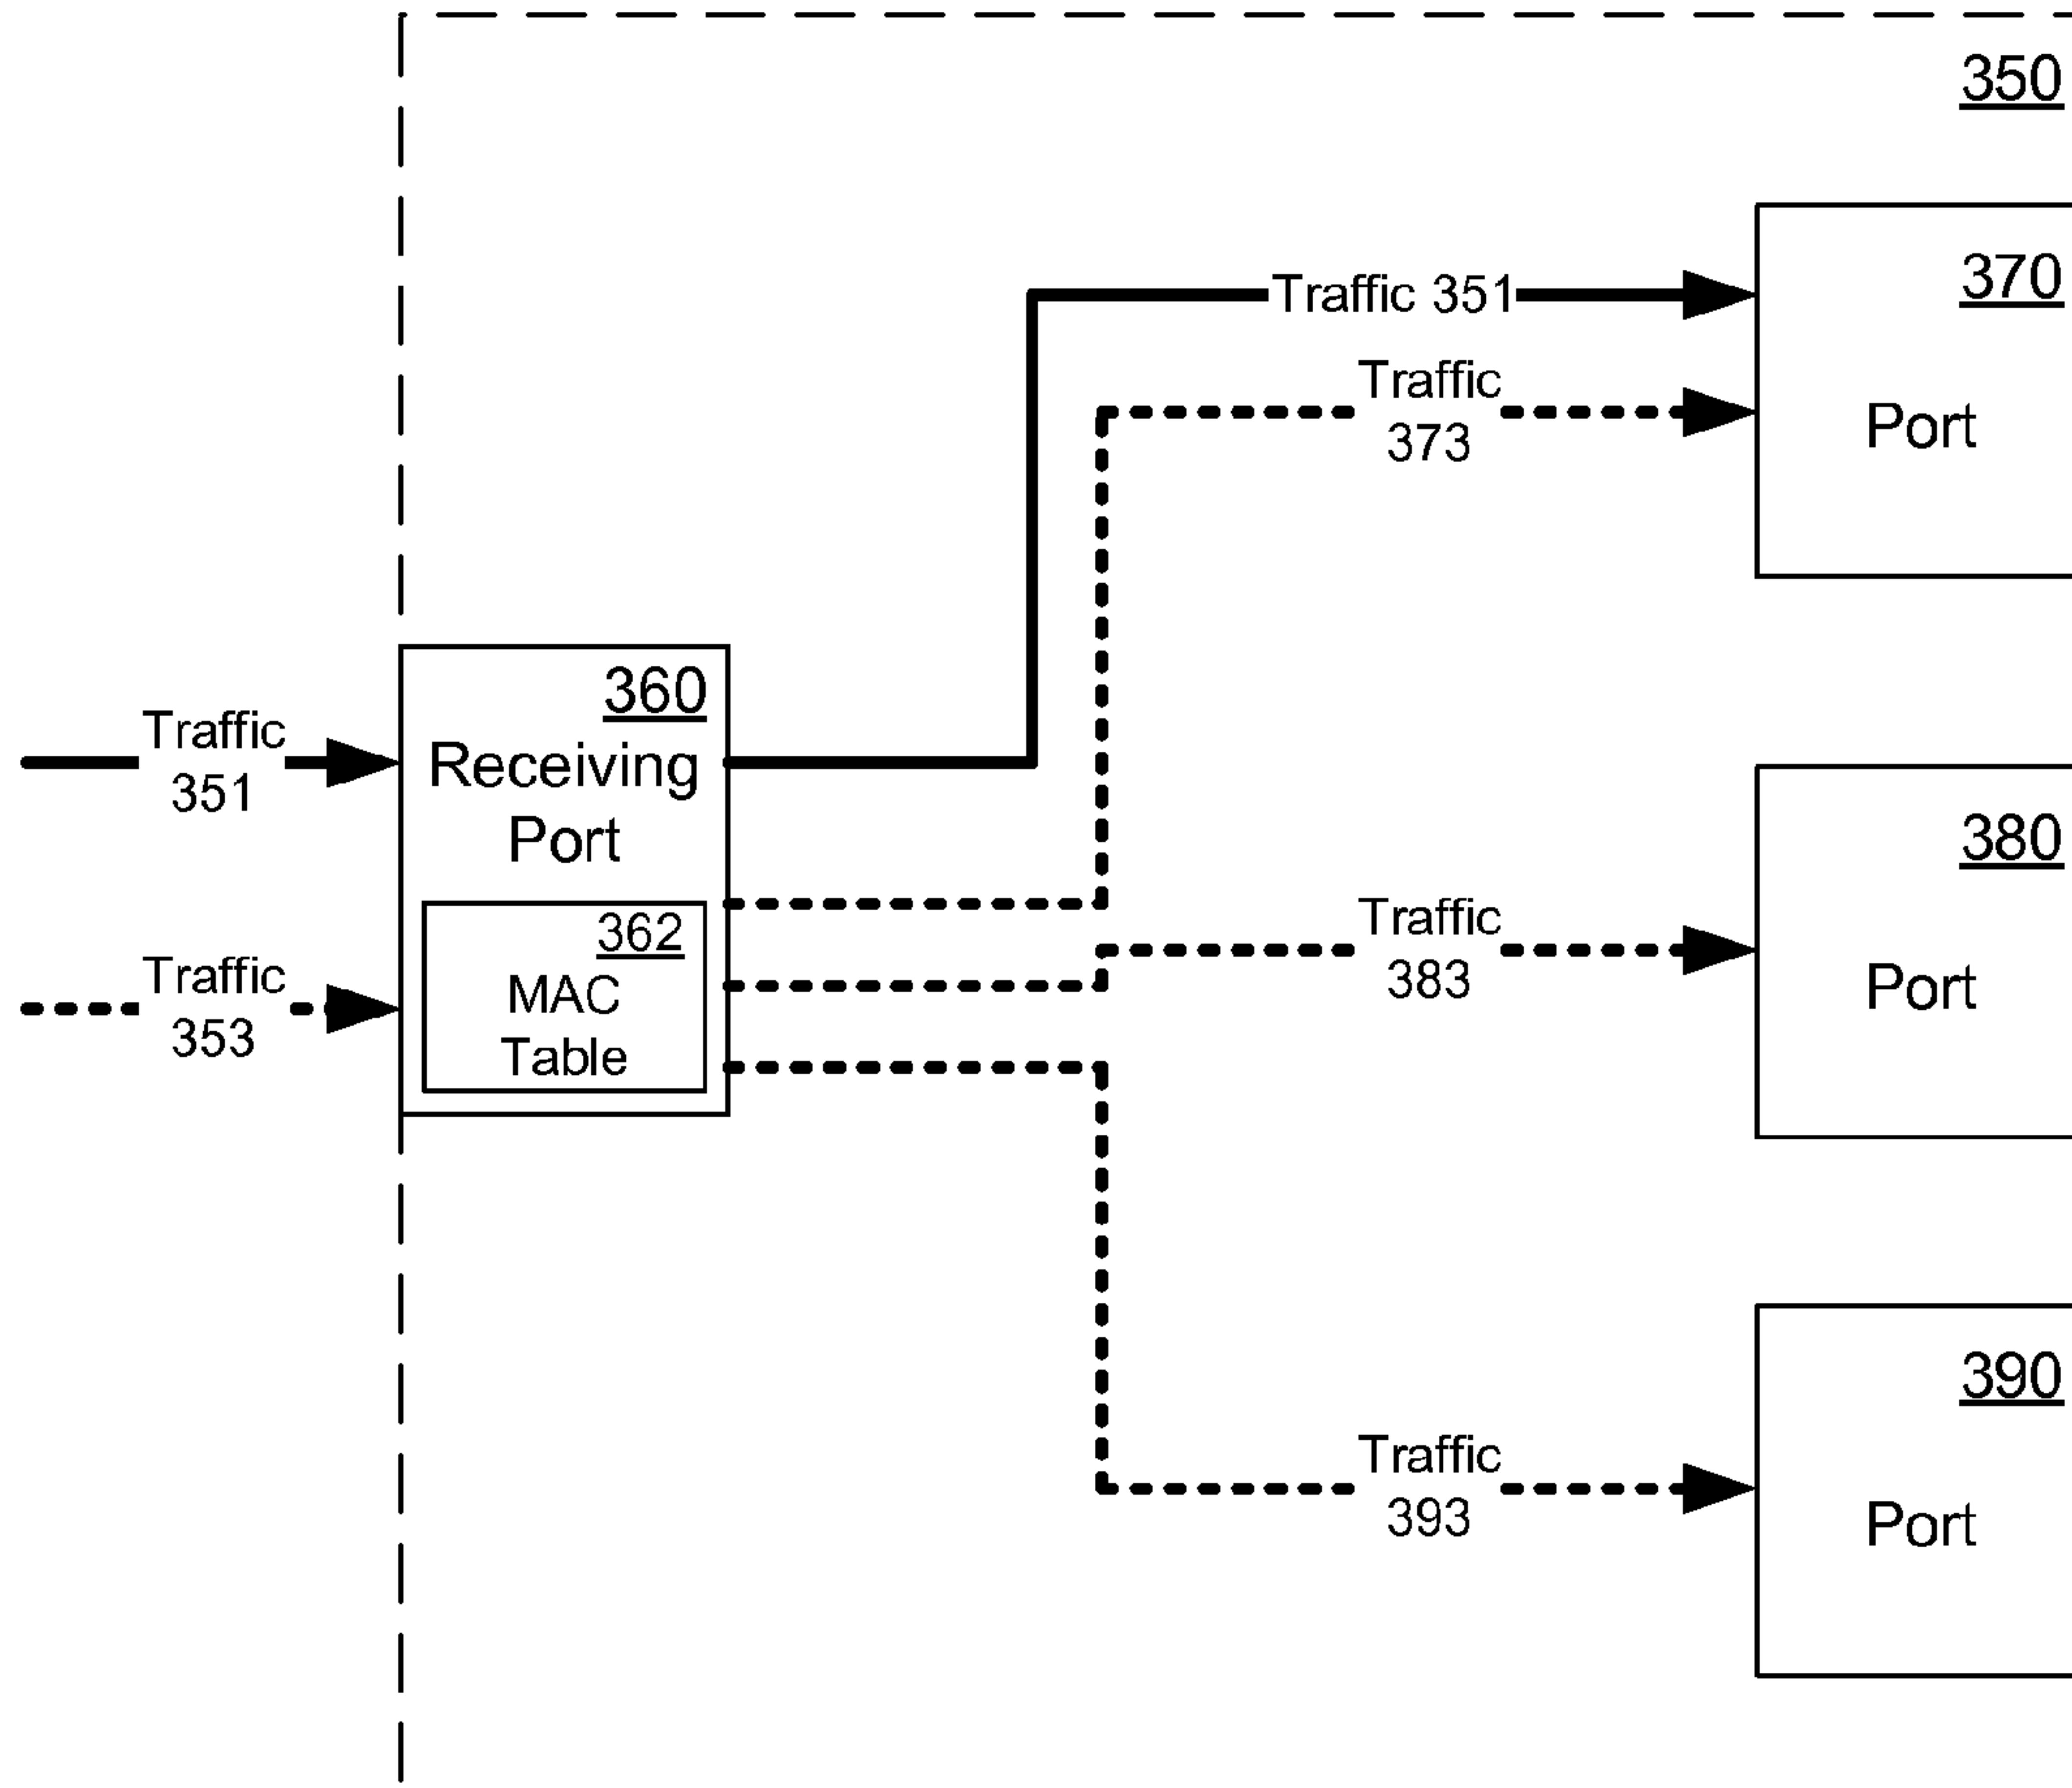 350
Traffic 351
370
Traffic
373
Port
360
Receiving
Port
Traffic
351
362
MAC
Table
Traffic
353
380
Traffic
383
Port
390
Traffic
393
Port